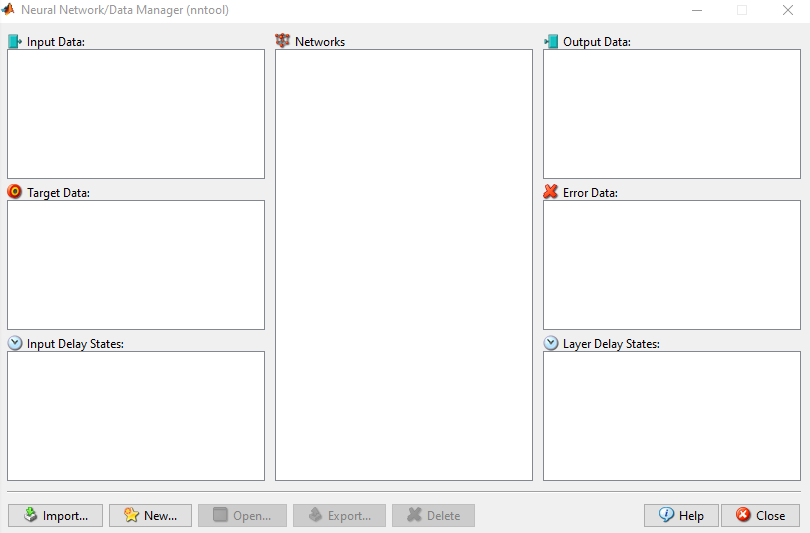 Neural Network/Data Manager (nntool)
Input Data:
Networks
Output Data:
Target Data:
Error Data:
Input Delay States:
Layer Delay States:
Import...
New...
Open...
Export...
Delete
Help
Close